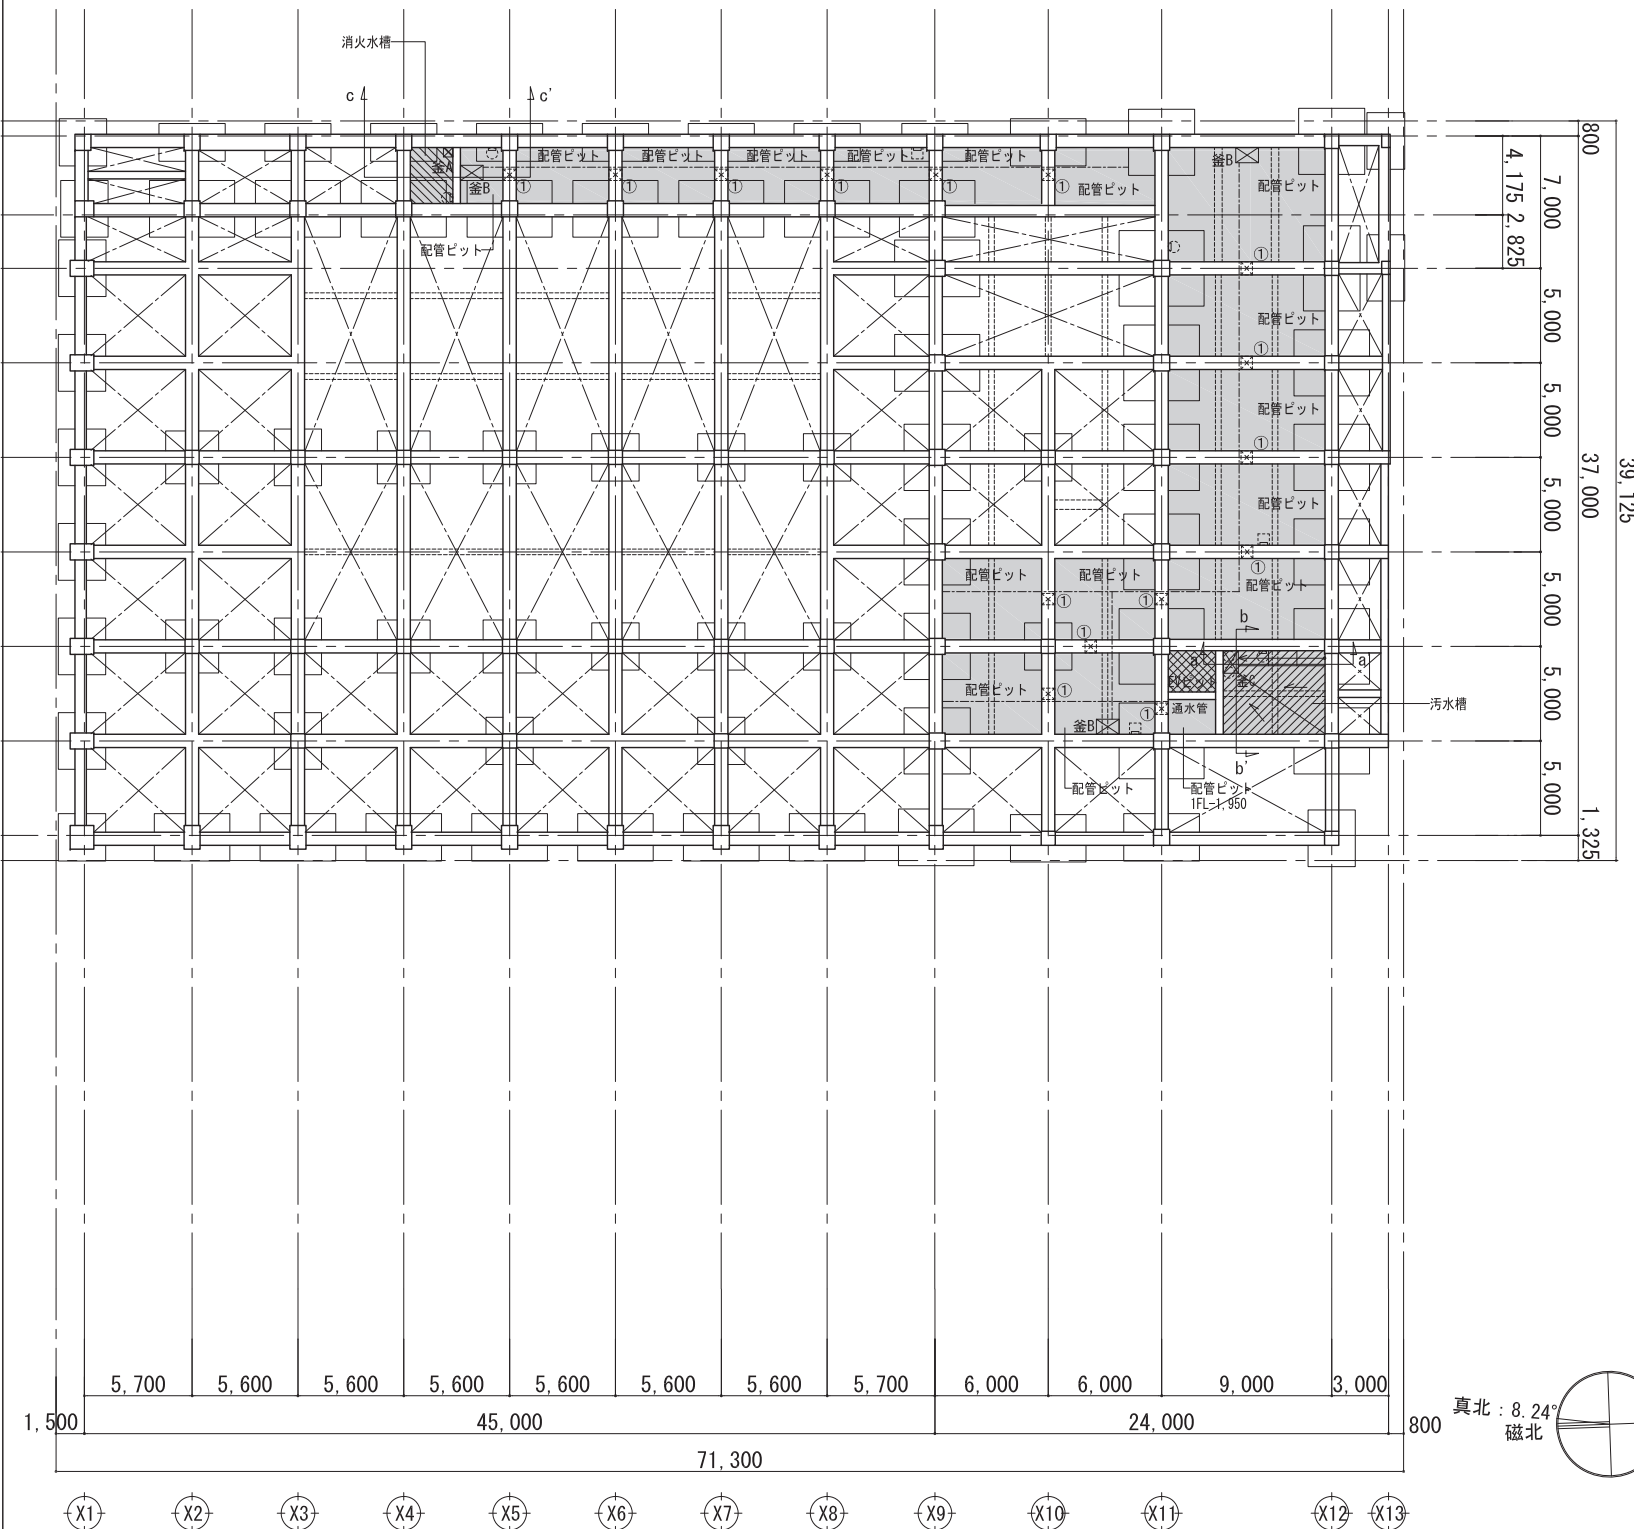 消火水槽
c
c'
800
釜A
釜B
①
配管ピット
①
配管ピット
①
配管ピット
①
配管ピット
①
配管ピット
①
配管ピット
①
釜B
配管ピット
配管ピット
4,175
2,825
7,000
①
配管ピット
①
配管ピット
①
配管ピット
①
配管ピット
5,000
5,000
5,000
5,000
5,000
5,000
37,000
39,125
1,325
配管ピット
配管ピット
①
①
①
配管ピット
①
①
釜B
b
a
a
釜C
通水管
汚水槽
b'
配管ピット
配管ピット
1FL-1,950
5,700
5,600
5,600
5,600
5,600
5,600
5,600
5,700
6,000
6,000
9,000
3,000
1,500
45,000
24,000
800
71,300
真北：8.24°
磁北
X1
X2
X3
X4
X5
X6
X7
X8
X9
X10
X11
X12
X13